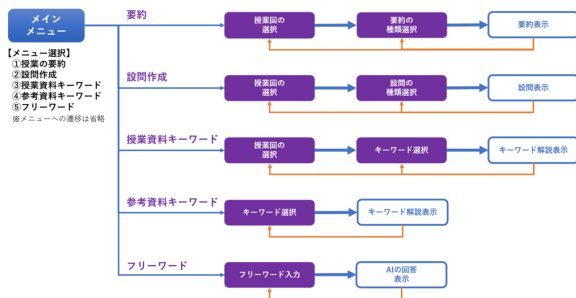 メイン
メニュー
【メニュー選択】
①授業の要約
②設問作成
③授業資料キーワード
④参考資料キーワード
⑤フリーワード
※メニューへの遷移は省略
要約
授業回の
選択
要約の
種類選択
要約表示
設問作成
授業回の
選択
設問の
種類選択
設問表示
授業資料キーワード
授業回の
選択
キーワード選択
キーワード解説表示
参考資料キーワード
キーワード選択
キーワード解説表示
フリーワード
フリーワード入力
AIの回答
表示